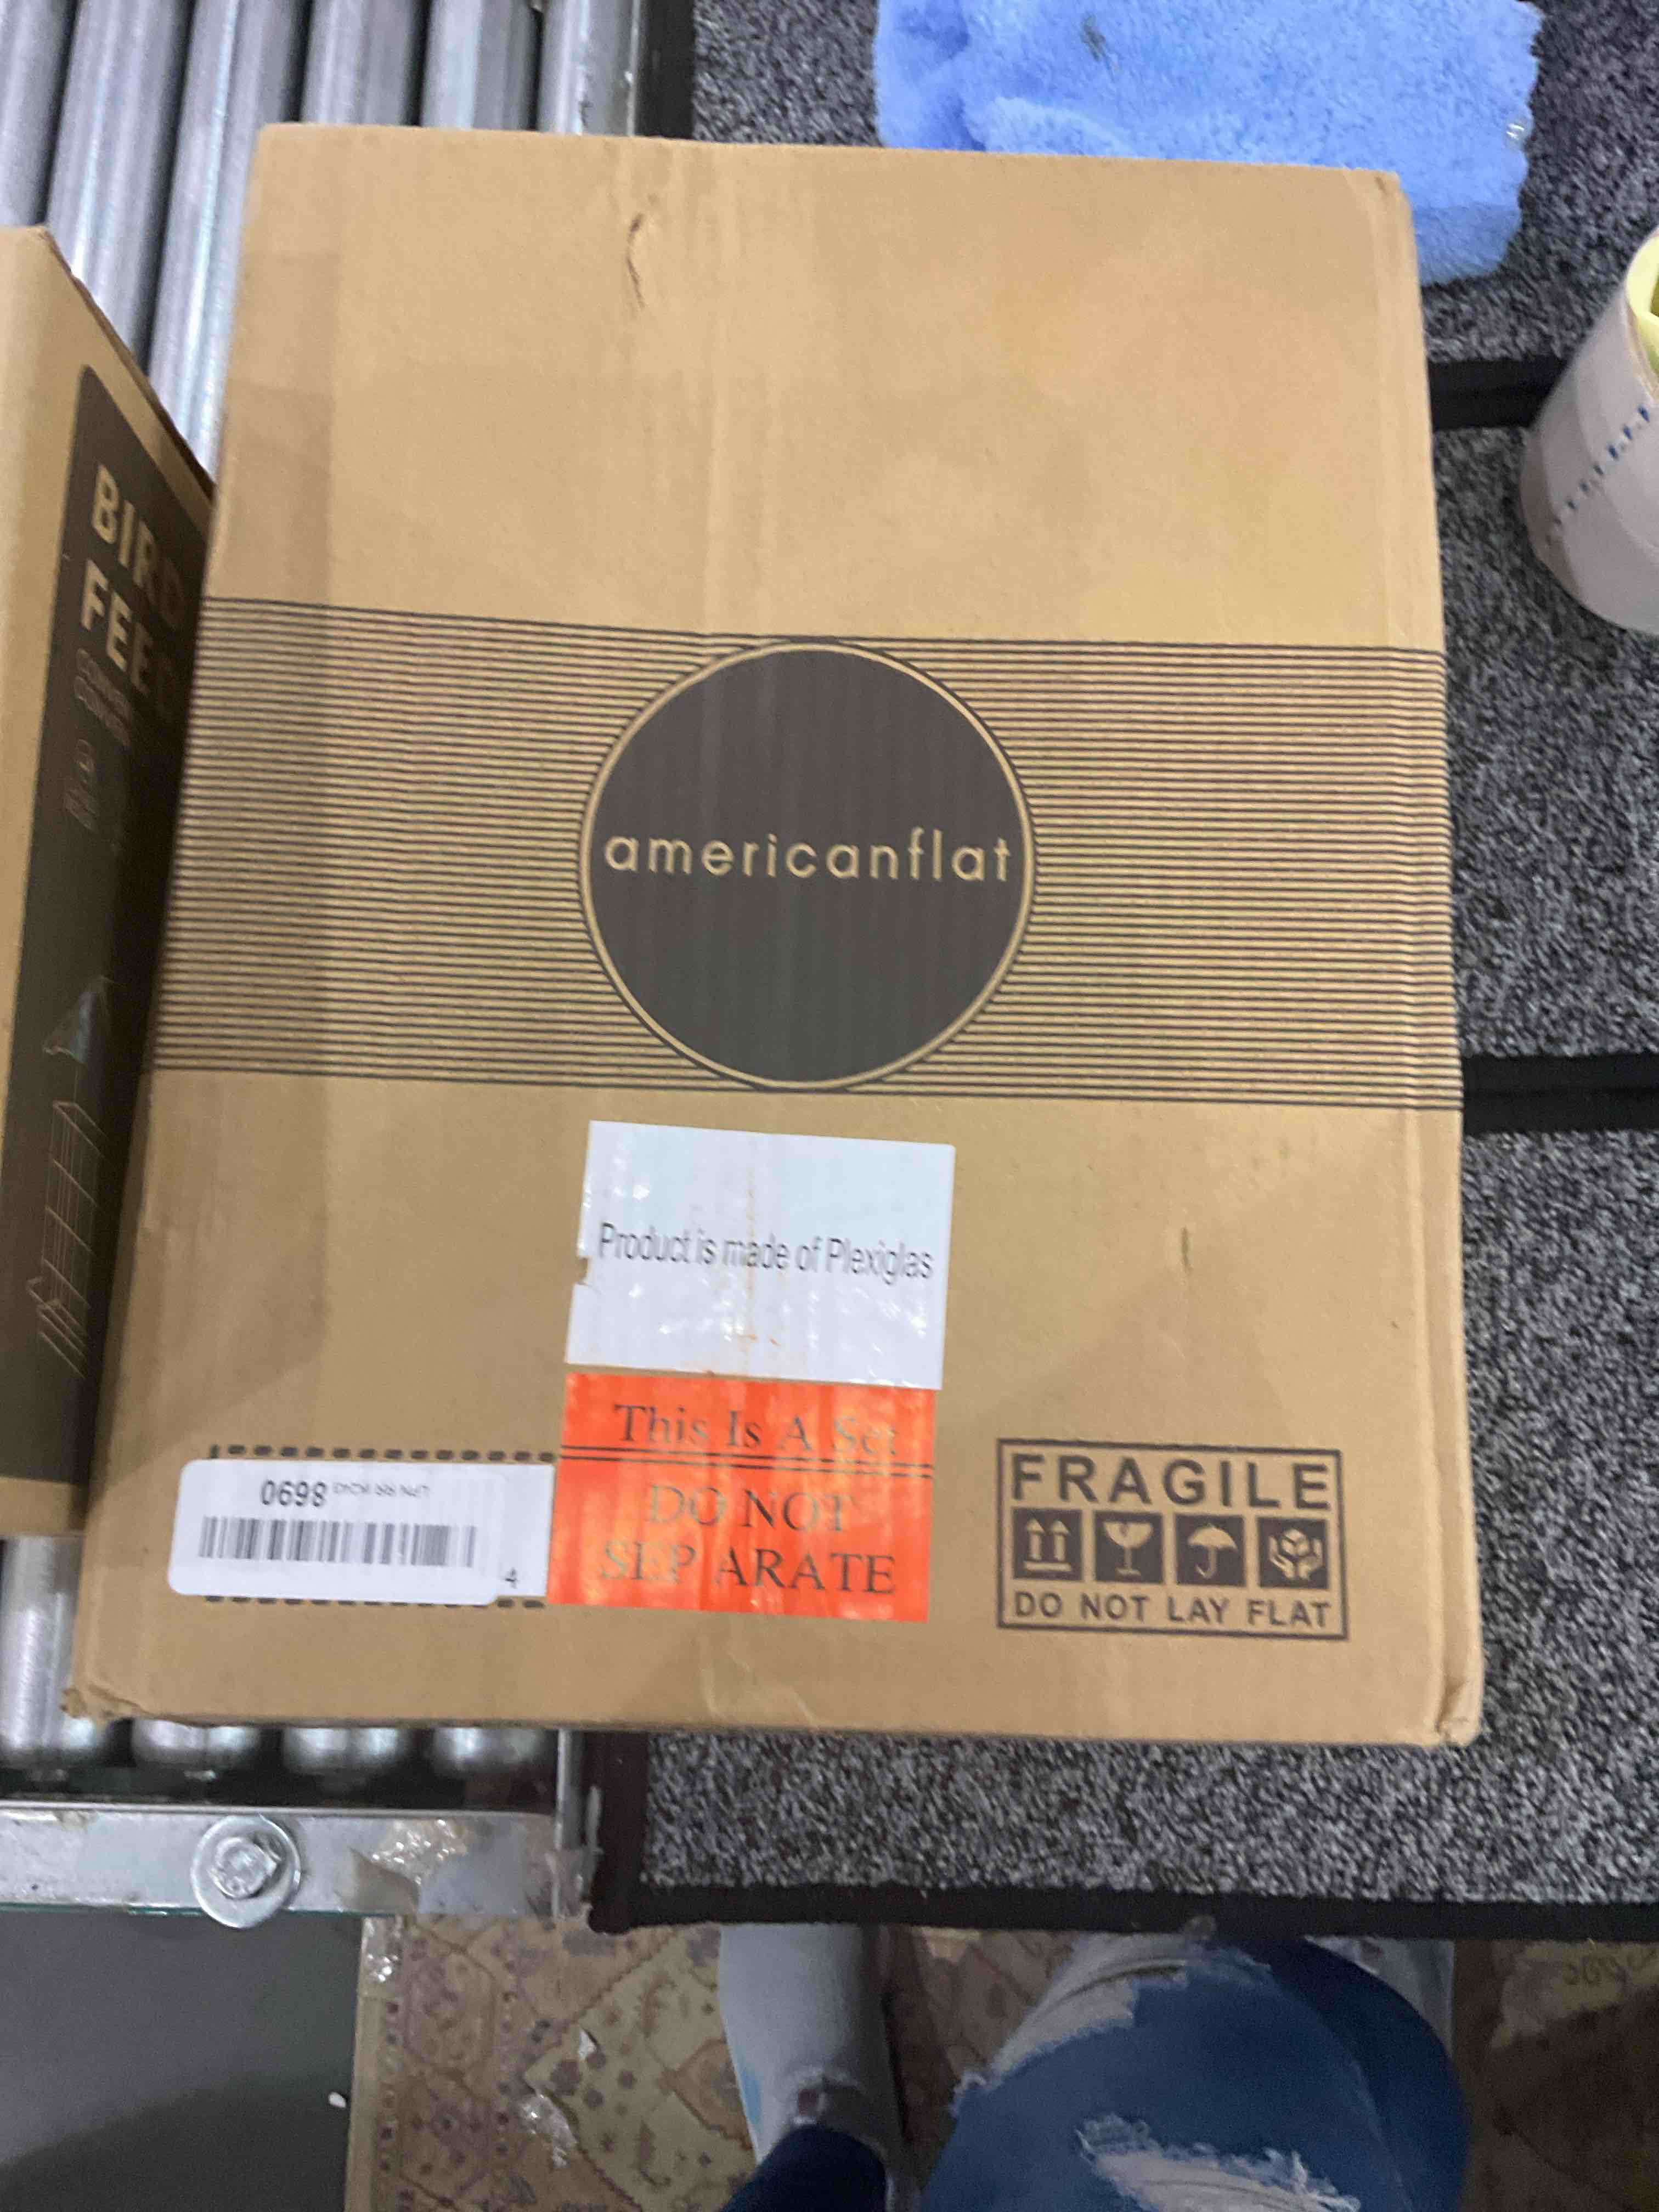 BIRD
FEED
americanflat
Product is made of Plexiglas
This Is A Set
DO NOT
SEPARATE
0698
4
FRAGILE
DO NOT LAY FLAT